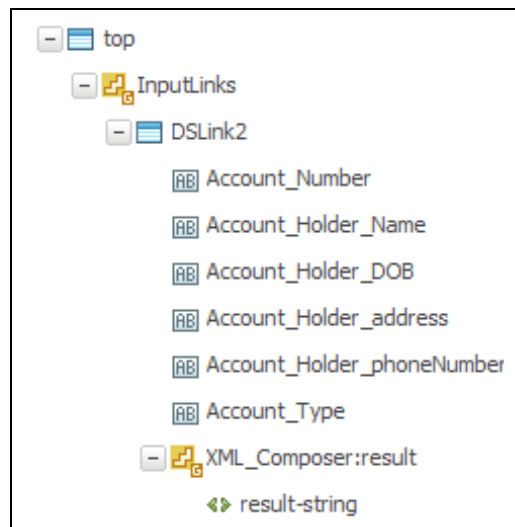 top
InputLinks
DSLink2
Account_Number
Account_Holder_Name
Account_Holder_DOB
Account_Holder_address
Account_Holder_phoneNumber
Account_Type
XML_Composer:result
result-string